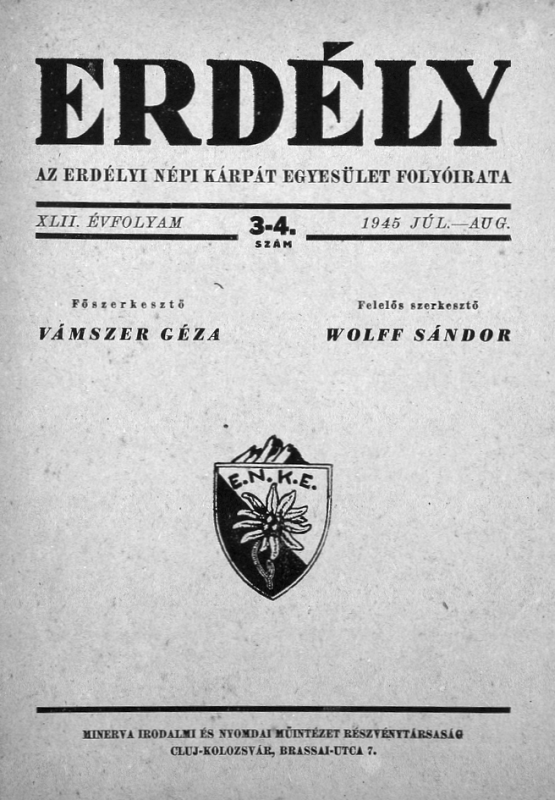 ERDÉLY
AZ ERDÉLYI NÉPI KÁRPÁT EGYESÜLET FOLYÓIRATA
XLII. ÉVFOLYAM 3-4. SZÁM 1945 JÚL.—AUG.
Főszerkesztő Felelős szerkesztő
VÁMSZER GÉZA WOLFF SÁNDOR
E.N.K.E.
MINERVA IRODALMI ÉS NYOMDAI MŰINTÉZET RÉSZVÉNYTÁRSASÁG
CLUJ-KOLOZSVÁR, BRASSAI-UTCA 7.